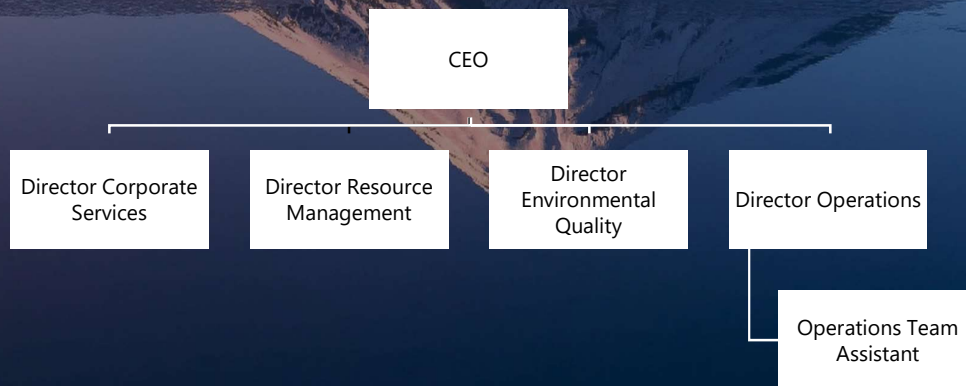 CEO
Director Corporate
Services
Director Resource
Management
Director
Environmental
Quality
Director Operations
Operations Team
Assistant